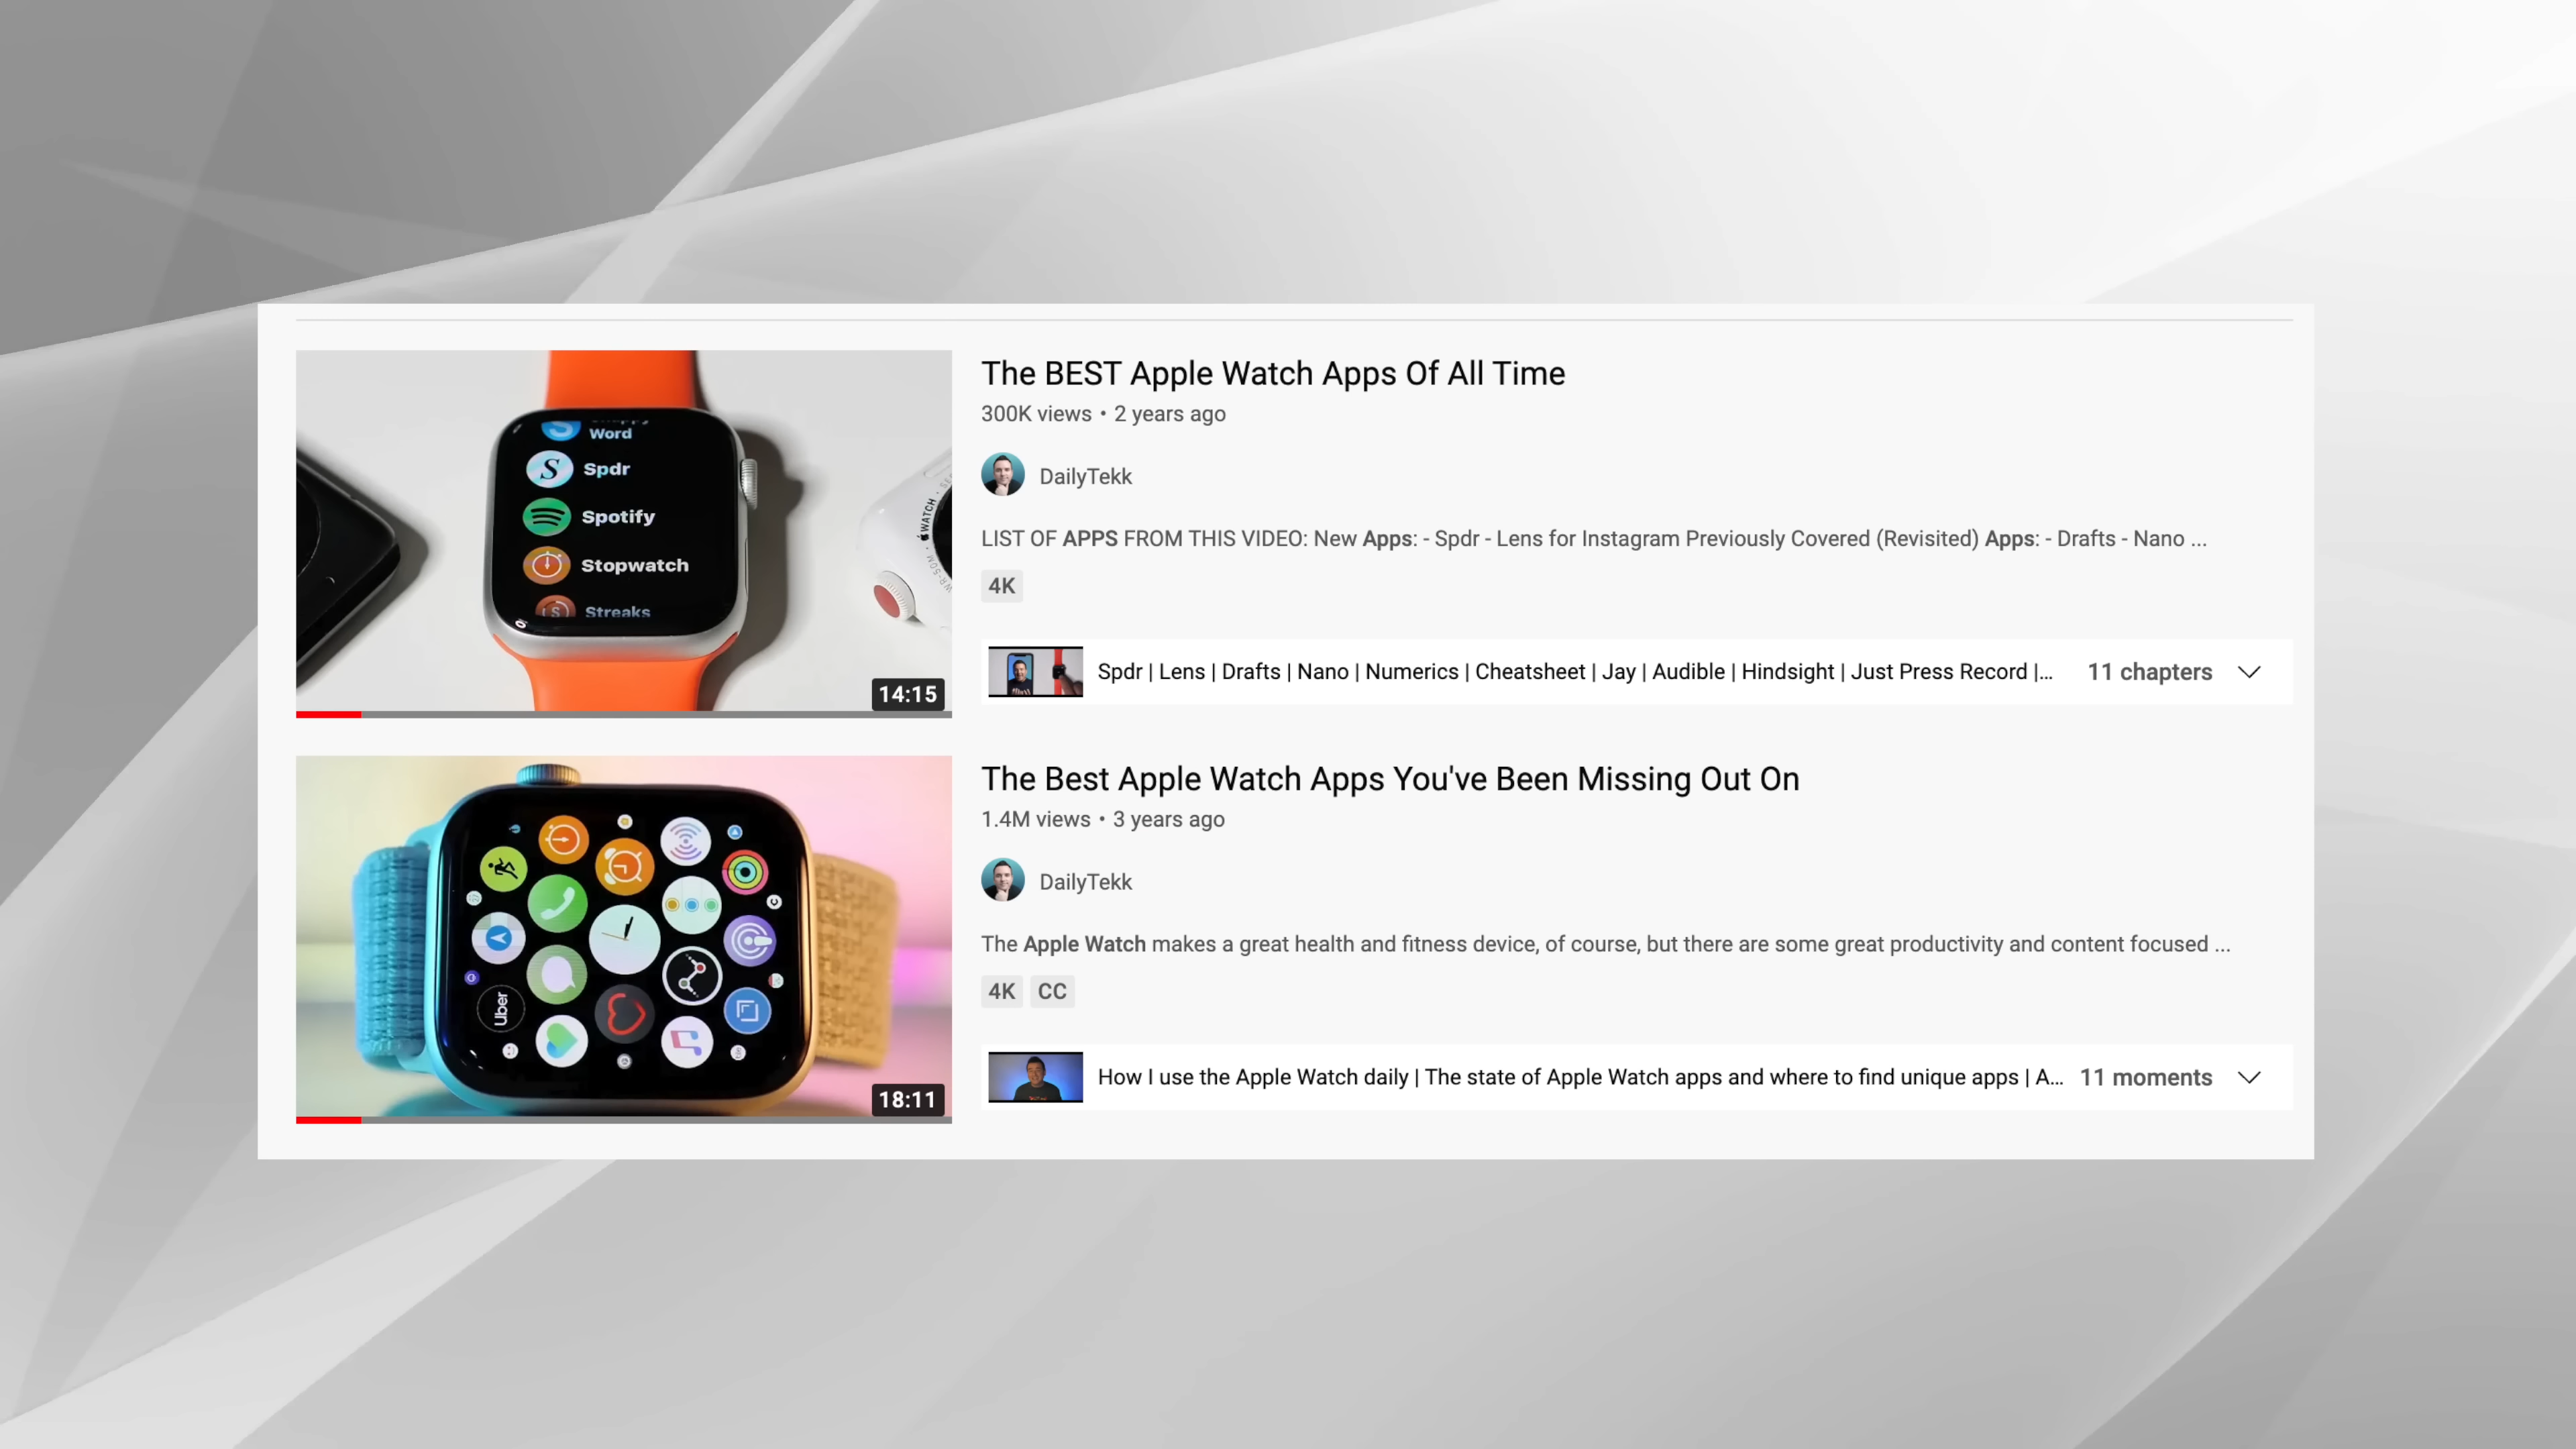 Word
Spdr
Spotify
Stopwatch
Streaks
WATCH
WR-50M
14:15
The BEST Apple Watch Apps Of All Time
300K views • 2 years ago
DailyTekk
LIST OF APPS FROM THIS VIDEO: New Apps: - Spdr - Lens for Instagram Previously Covered (Revisited) Apps: - Drafts - Nano ...
4K
Spdr | Lens | Drafts | Nano | Numerics | Cheatsheet | Jay | Audible | Hindsight | Just Press Record |...
11 chapters
Uber
18:11
The Best Apple Watch Apps You've Been Missing Out On
1.4M views • 3 years ago
DailyTekk
The Apple Watch makes a great health and fitness device, of course, but there are some great productivity and content focused ...
4K CC
How I use the Apple Watch daily | The state of Apple Watch apps and where to find unique apps | A...
11 moments